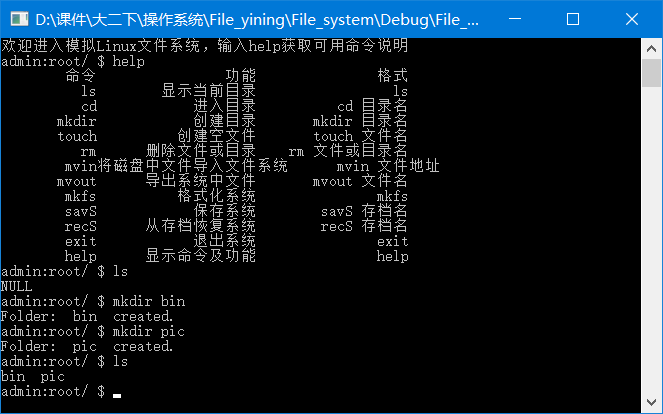 D:\课件\大二下\操作系统\File_yining\File_system\Debug\File_...
欢迎进入模拟Linux文件系统，输入help获取可用命令说明
admin:root/ $ help
命令 功能 格式
ls 显示当前目录 ls
cd 进入目录 cd 目录名
mkdir 创建目录 mkdir 目录名
touch 创建空文件 touch 文件名
rm 删除文件或目录 rm 文件或目录名
mvin将磁盘中文件导入文件系统 mvin 文件地址
mvout 导出系统中文件 mvout 文件名
mkfs 格式化系统 mkfs
savS 保存系统 savS 存档名
recS 从存档恢复系统 recS 存档名
exit 退出系统 exit
help 显示命令及功能 help
admin:root/ $ ls
NULL
admin:root/ $ mkdir bin
Folder: bin created.
admin:root/ $ mkdir pic
Folder: pic created.
admin:root/ $ ls
bin pic
admin:root/ $